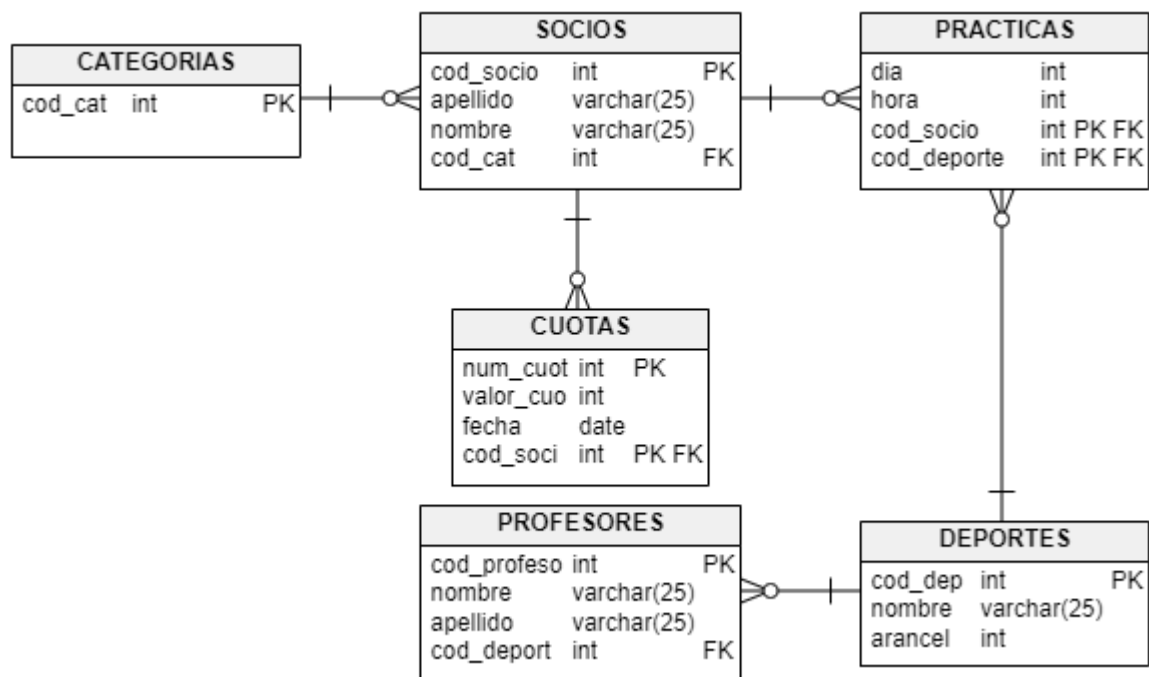 CATEGORIAS
cod_cat int PK
SOCIOS
cod_socio int PK
apellido varchar(25)
nombre varchar(25)
cod_cat int FK
PRACTICAS
dia int
hora int
cod_socio int PK FK
cod_deporte int PK FK
CUOTAS
num_cuot int PK
valor_cuo int
fecha date
cod_soci int PK FK
PROFESORES
cod_profeso int PK
nombre varchar(25)
apellido varchar(25)
cod_deport int FK
DEPORTES
cod_dep int PK
nombre varchar(25)
arancel int